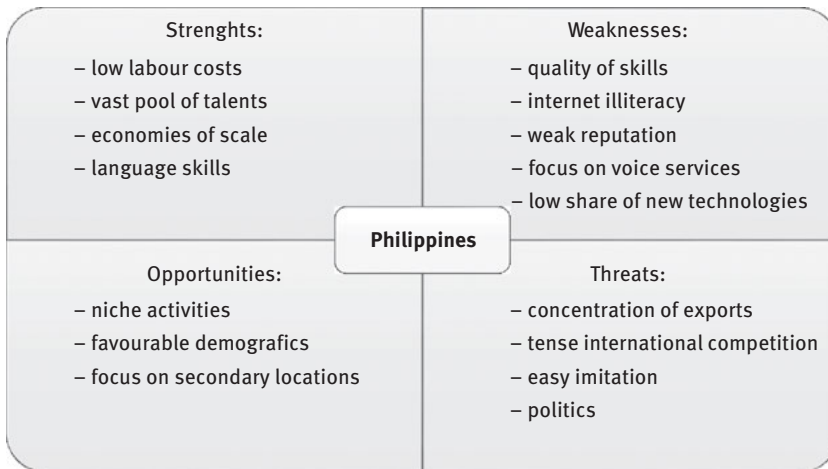 Strenghts:
– low labour costs
– vast pool of talents
– economies of scale
– language skills
Weaknesses:
– quality of skills
– internet illiteracy
– weak reputation
– focus on voice services
– low share of new technologies
Philippines
Opportunities:
– niche activities
– favourable demografics
– focus on secondary locations
Threats:
– concentration of exports
– tense international competition
– easy imitation
– politics